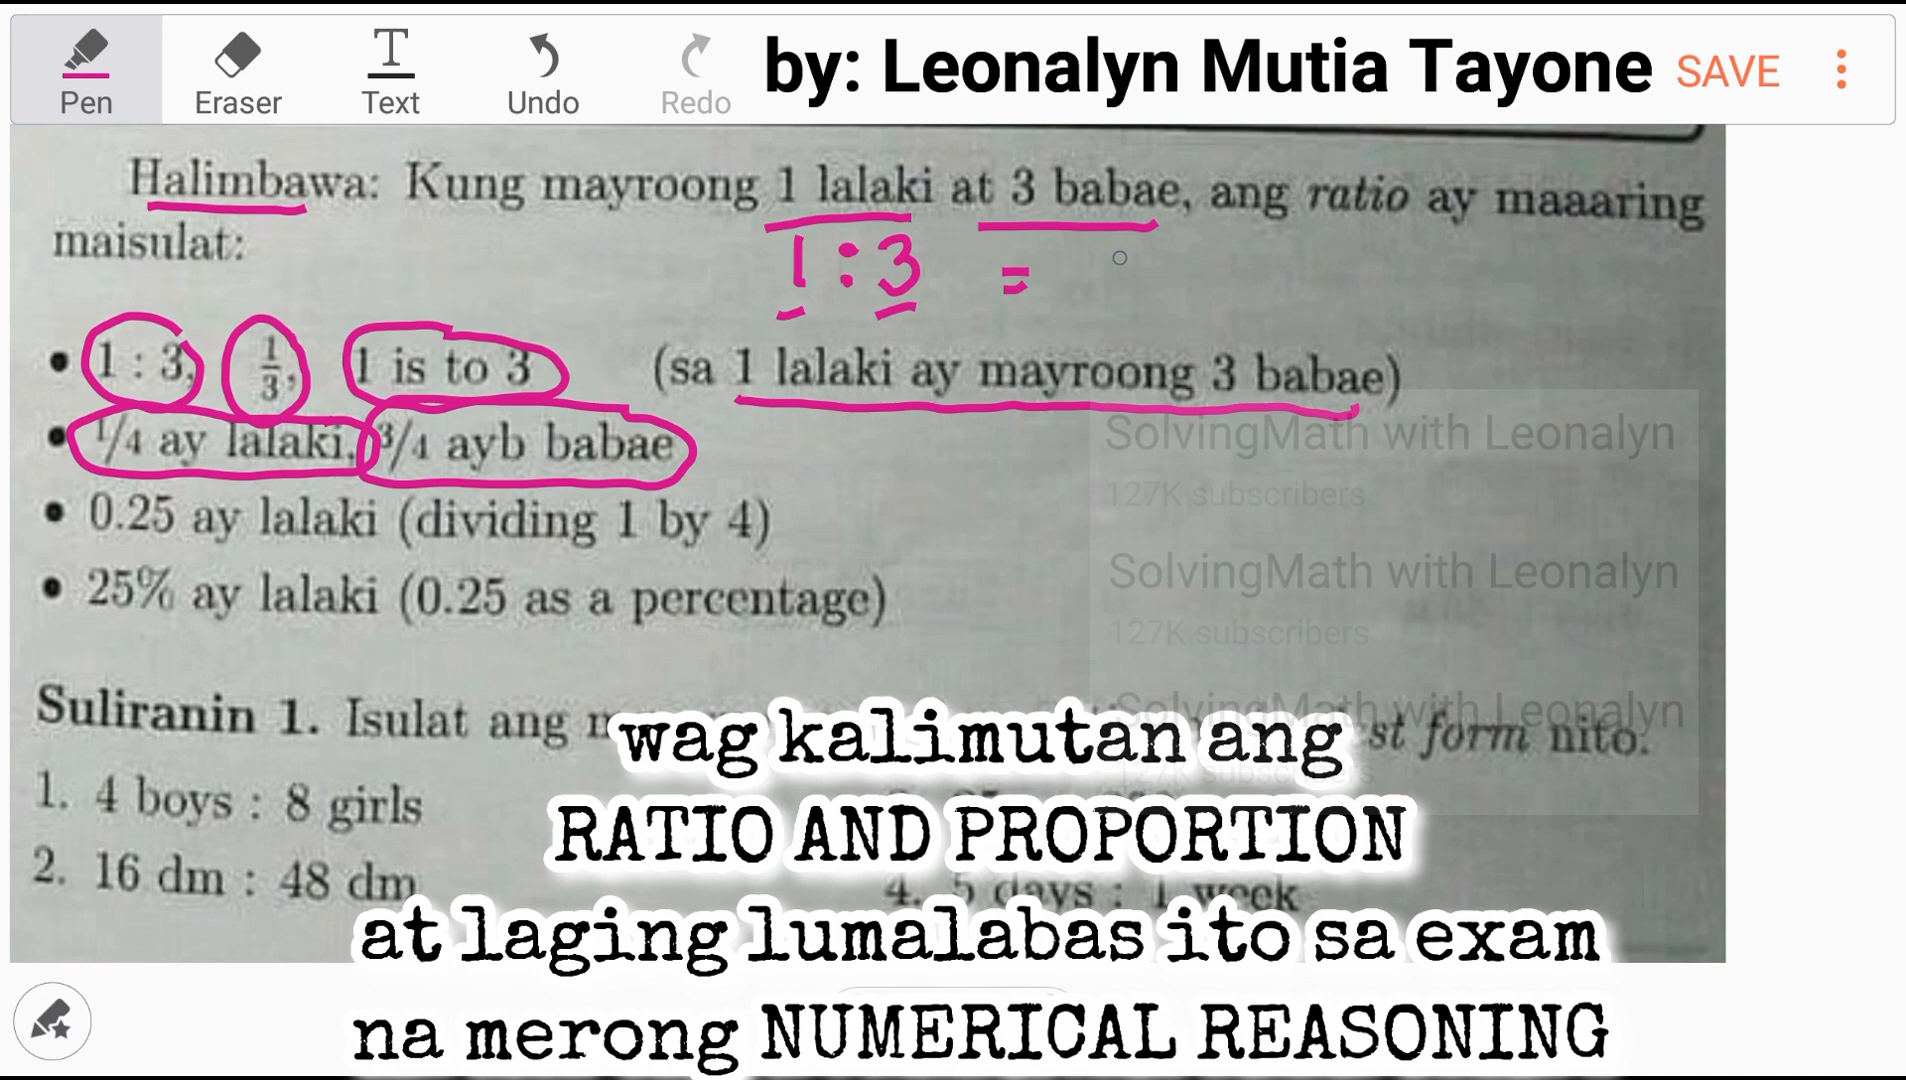 Pen Eraser Text Undo Redo by: Leonalyn Mutia Tayone SAVE
Halimbawa: Kung mayroong 1 lalaki at 3 babae, ang ratio ay maaaring
maisulat:
1 : 3 =
• 1 : 3, 1/3, 1 is to 3 (sa 1 lalaki ay mayroong 3 babae)
• 1/4 ay lalaki, 3/4 ayb babae
SolvingMath with Leonalyn
127K subscribers
• 0.25 ay lalaki (dividing 1 by 4)
SolvingMath with Leonalyn
• 25% ay lalaki (0.25 as a percentage)
127K subscribers
SolvingMath with Leonalyn
Suliranin 1. Isulat ang form nito.
wag kalimutan ang
1. 4 boys : 8 girls
RATIO AND PROPORTION
2. 16 dm : 48 dm
4. 5 days : 1 week
at laging lumalabas ito sa exam
na merong NUMERICAL REASONING